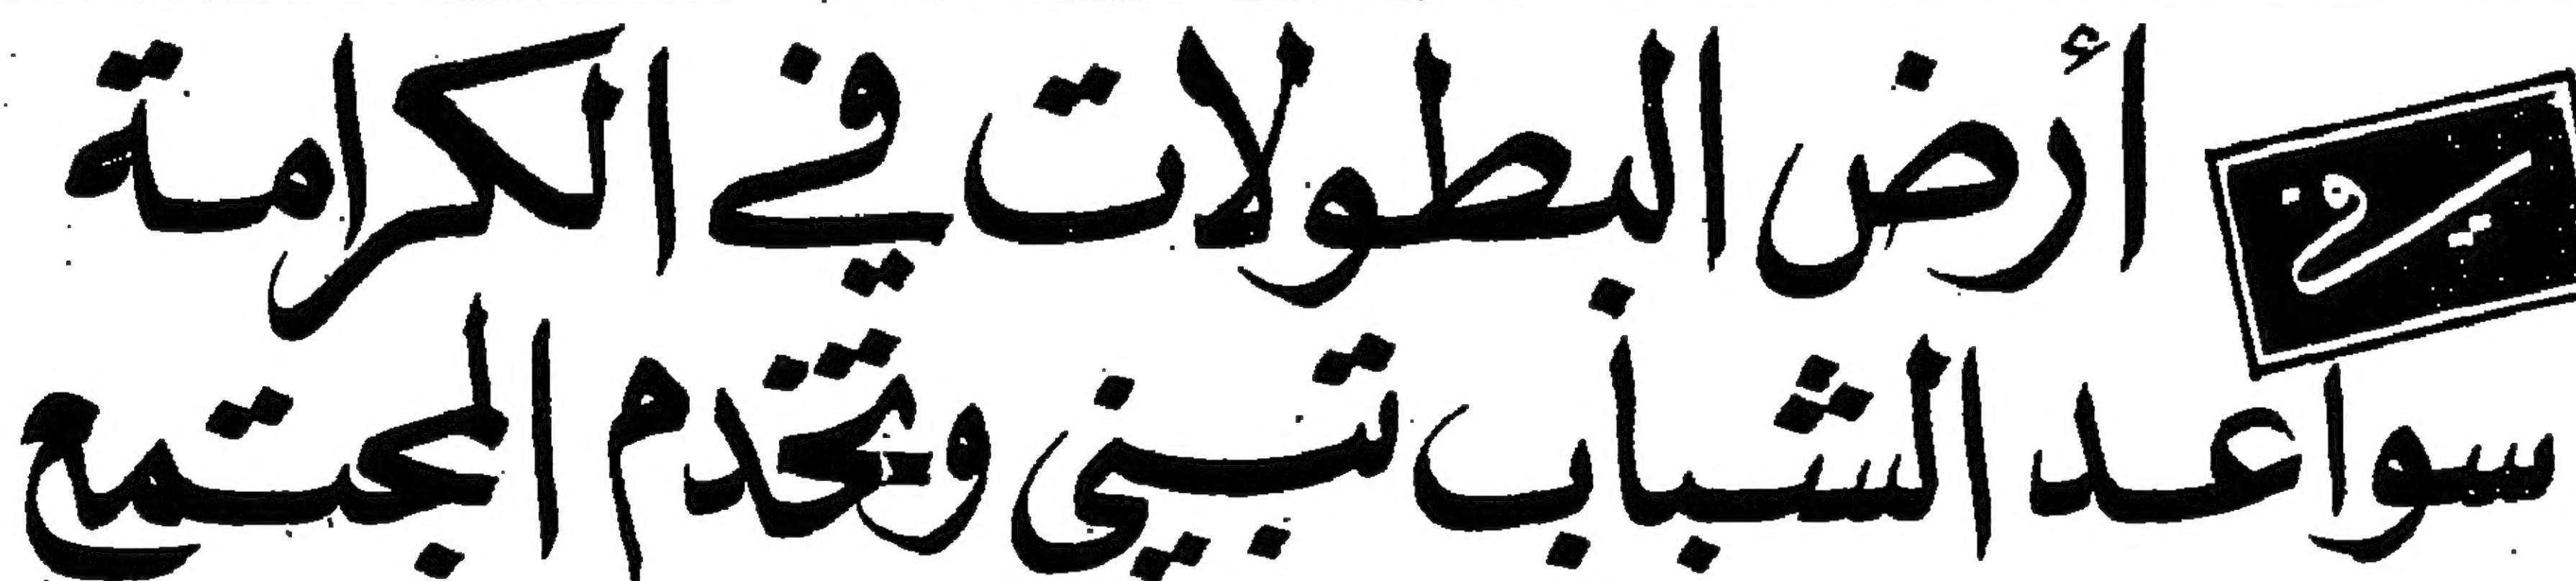 في أرض البطولات في الكرامة
سواعد الشباب تبني وتخدم المجتمع